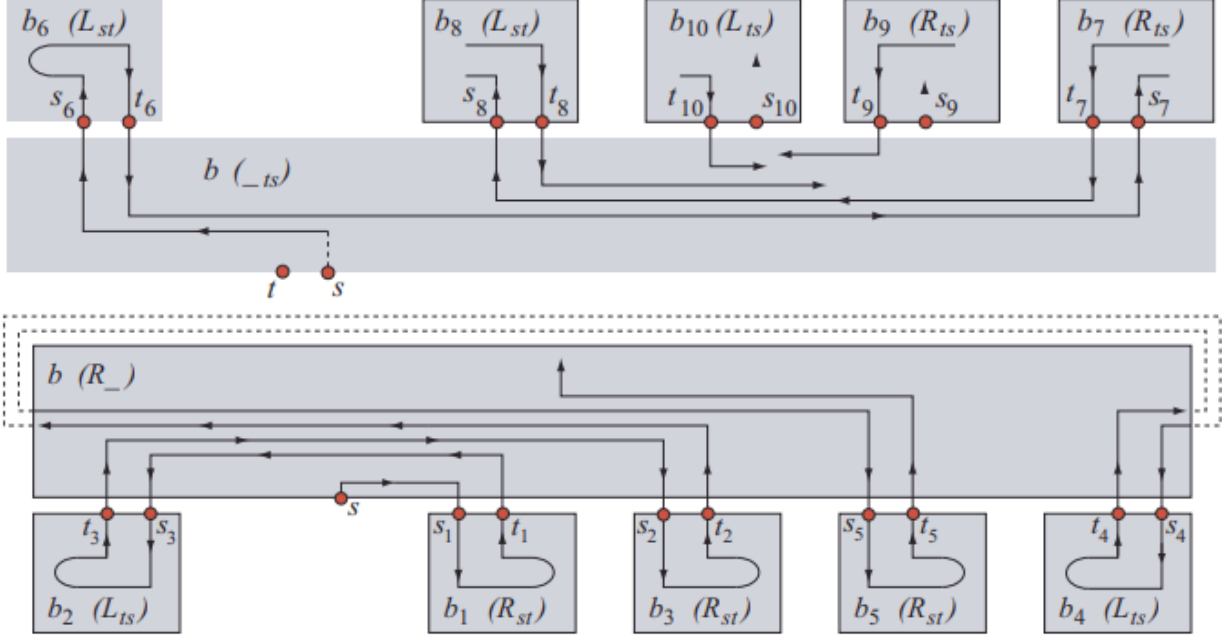 b6 (Lst) b8 (Lst) b10 (Lts) b9 (Rts) b7 (Rts)
s6 t6 s8 t8 t10 s10 t9 s9 t7 s7
b (_ts)
t s
b (R_)
s
t3 s3 s1 t1 s2 t2 s5 t5 t4 s4
b2 (Lts) b1 (Rst) b3 (Rst) b5 (Rst) b4 (Lts)